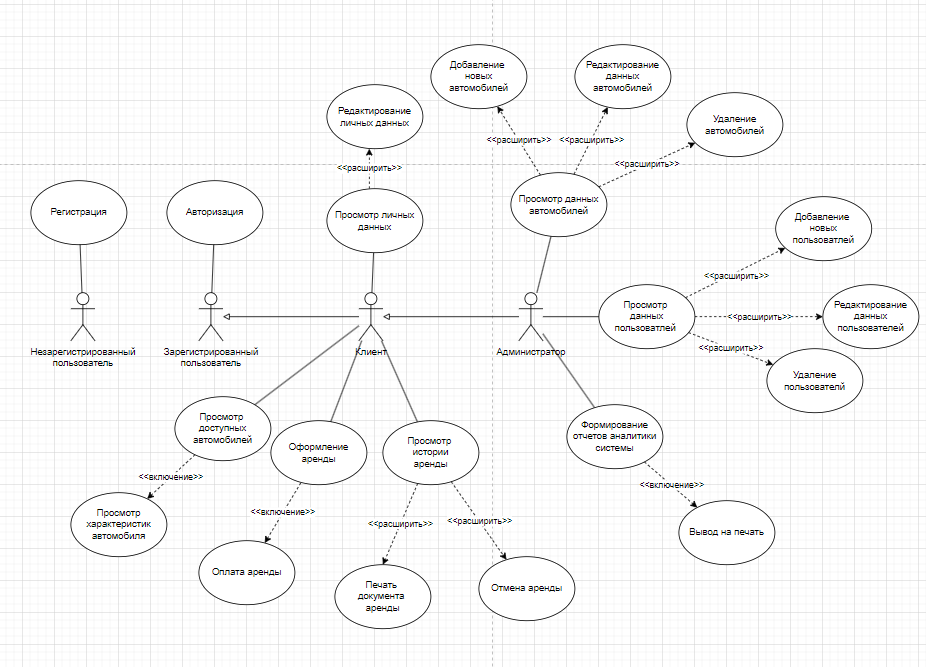 Добавление
новых
автомобилей
Редактирование
данных
автомобилей
Удаление
автомобилей
Редактирование
личных данных
<<расширить>>
<<расширить>>
<<расширить>>
<<расширить>>
Регистрация
Авторизация
Просмотр личных
данных
Просмотр данных
автомобилей
Добавление
новых
пользоватлей
<<расширить>>
Просмотр
данных
пользоватлей
<<расширить>>
Редактирование
данных
пользователей
<<расширить>>
Удаление
пользователй
Незарегистрированный
пользователь
Зарегистрированный
пользователь
Клиент
Администратор
Просмотр
доступных
автомобилей
Оформление
аренды
Просмотр
истории
аренды
Формирование
отчетов аналитики
системы
<<включение>>
<<включение>>
<<расширить>>
<<расширить>>
<<включение>>
Просмотр
характеристик
автомобиля
Оплата аренды
Печать
документа
аренды
Отмена аренды
Вывод на печать